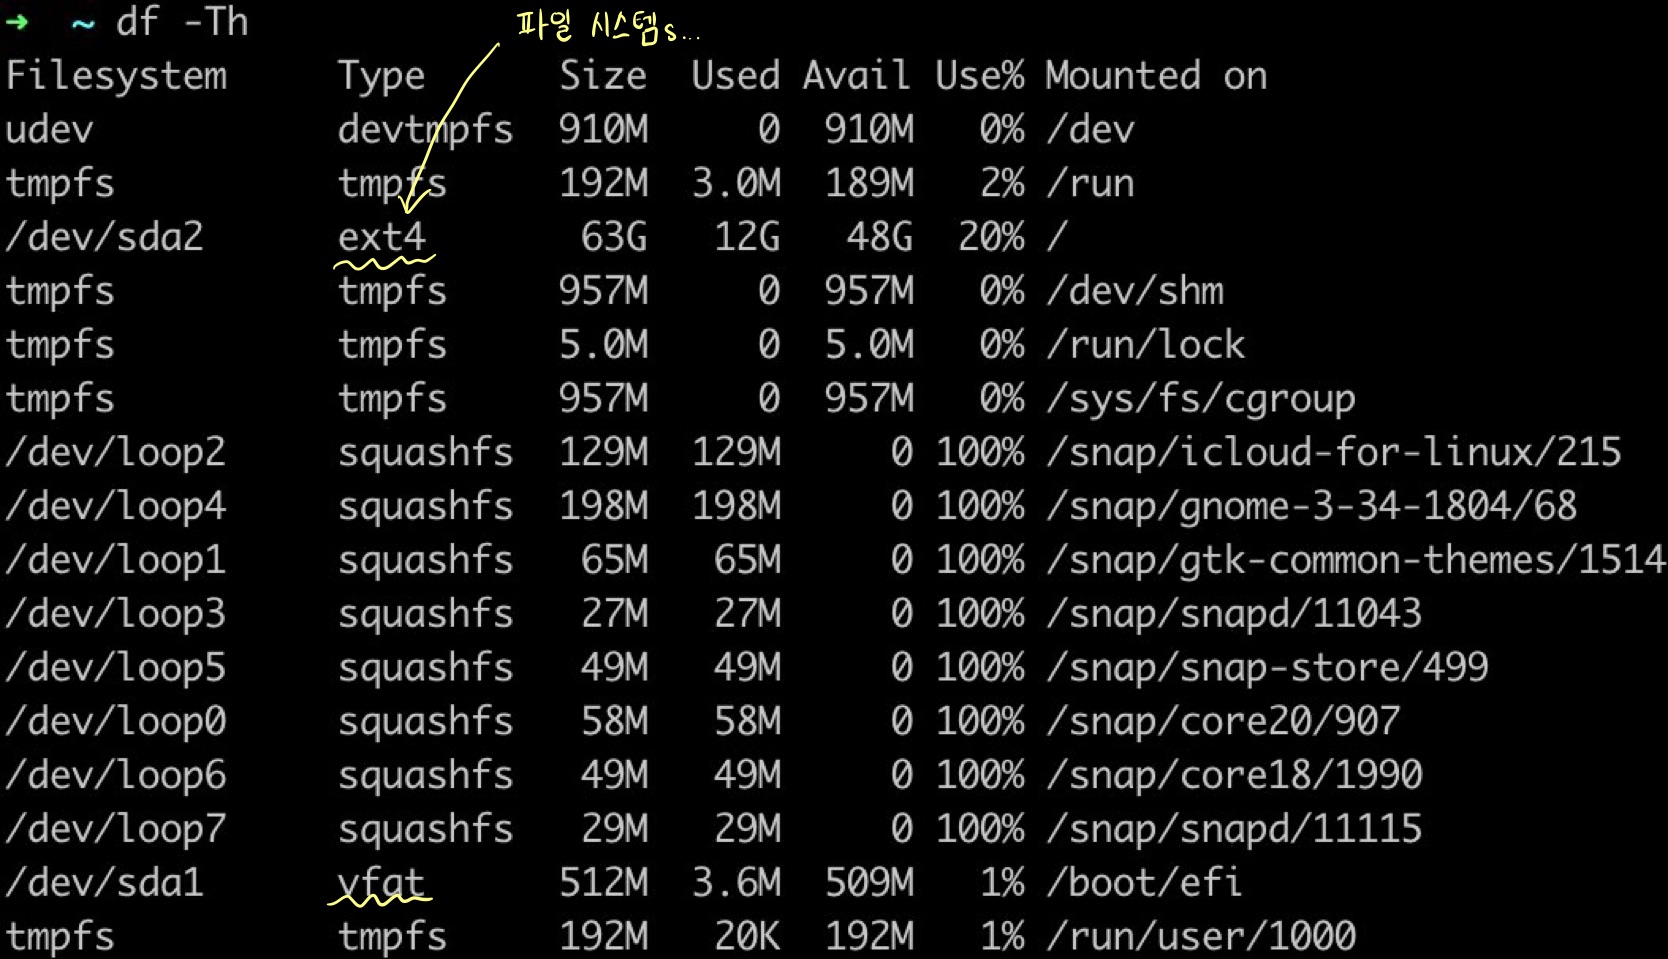 ➜ ~ df -Th
파일 시스템s...
Filesystem Type Size Used Avail Use% Mounted on
udev devtmpfs 910M 0 910M 0% /dev
tmpfs tmpfs 192M 3.0M 189M 2% /run
/dev/sda2 ext4 63G 12G 48G 20% /
tmpfs tmpfs 957M 0 957M 0% /dev/shm
tmpfs tmpfs 5.0M 0 5.0M 0% /run/lock
tmpfs tmpfs 957M 0 957M 0% /sys/fs/cgroup
/dev/loop2 squashfs 129M 129M 0 100% /snap/icloud-for-linux/215
/dev/loop4 squashfs 198M 198M 0 100% /snap/gnome-3-34-1804/68
/dev/loop1 squashfs 65M 65M 0 100% /snap/gtk-common-themes/1514
/dev/loop3 squashfs 27M 27M 0 100% /snap/snapd/11043
/dev/loop5 squashfs 49M 49M 0 100% /snap/snap-store/499
/dev/loop0 squashfs 58M 58M 0 100% /snap/core20/907
/dev/loop6 squashfs 49M 49M 0 100% /snap/core18/1990
/dev/loop7 squashfs 29M 29M 0 100% /snap/snapd/11115
/dev/sda1 vfat 512M 3.6M 509M 1% /boot/efi
tmpfs tmpfs 192M 20K 192M 1% /run/user/1000